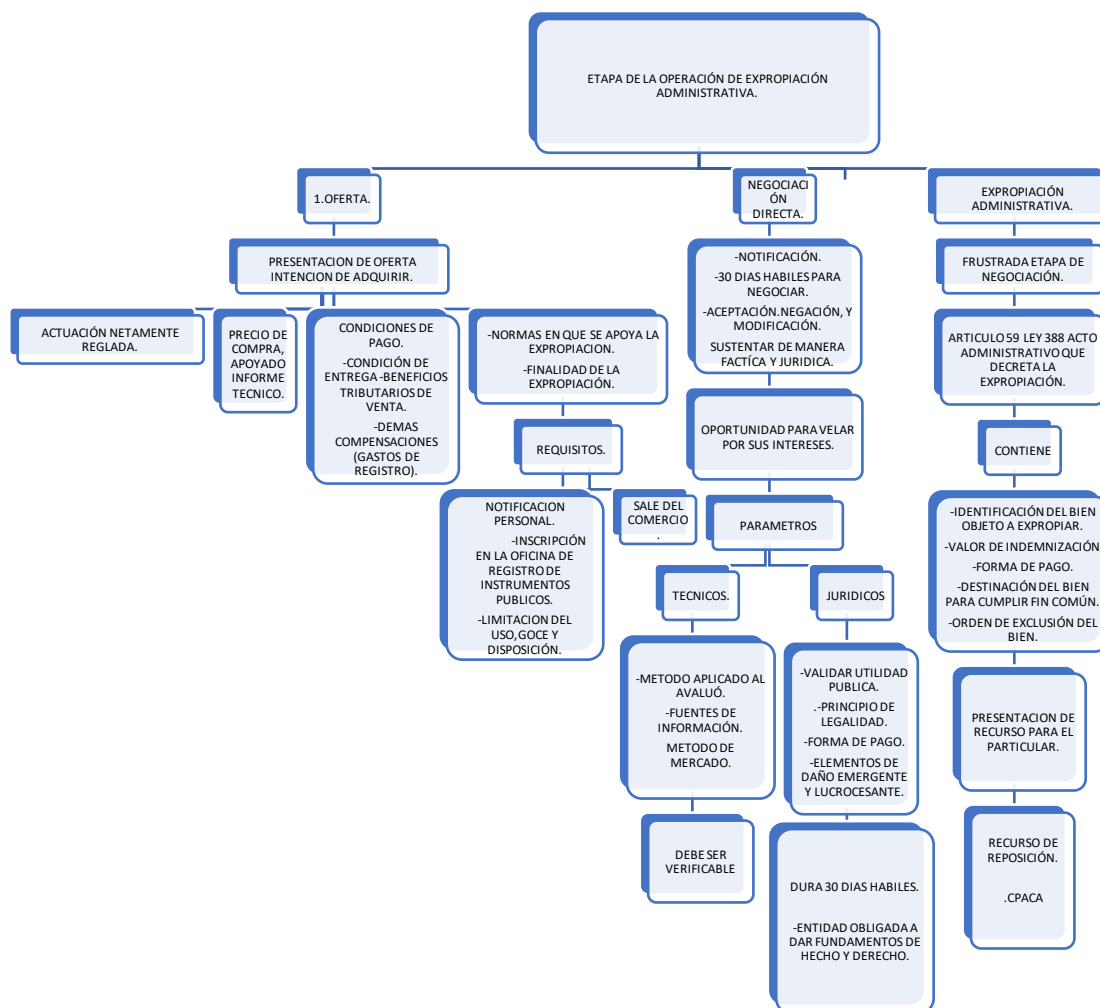 ETAPA DE LA OPERACIÓN DE EXPROPIACIÓN
ADMINISTRATIVA.
1.OFERTA.
PRESENTACION DE OFERTA
INTENCION DE ADQUIRIR.
ACTUACIÓN NETAMENTE
REGLADA.
PRECIO DE
COMPRA,
APOYADO
INFORME
TECNICO.
CONDICIONES DE
PAGO.
-CONDICIÓN DE
ENTREGA -BENEFICIOS
TRIBUTARIOS DE
VENTA.
-DEMAS
COMPENSACIONES
(GASTOS DE
REGISTRO).
-NORMAS EN QUE SE APOYA LA
EXPROPIACION.
-FINALIDAD DE LA
EXPROPIACIÓN.
REQUISITOS.
NOTIFICACION
PERSONAL.
-INSCRIPCIÓN
EN LA OFICINA DE
REGISTRO DE
INSTRUMENTOS
PUBLICOS.
-LIMITACION DEL
USO,GOCE Y
DISPOSICIÓN.
SALE DEL
COMERCIO
.
NEGOCIACI
ÓN
DIRECTA.
-NOTIFICACIÓN.
-30 DIAS HABILES PARA
NEGOCIAR.
-ACEPTACIÓN.NEGACIÓN, Y
MODIFICACIÓN.
SUSTENTAR DE MANERA
FACTÍCA Y JURIDICA.
OPORTUNIDAD PARA VELAR
POR SUS INTERESES.
PARAMETROS
TECNICOS.
-METODO APLICADO AL
AVALUÓ.
-FUENTES DE
INFORMACIÓN.
METODO DE
MERCADO.
DEBE SER
VERIFICABLE
JURIDICOS
-VALIDAR UTILIDAD
PUBLICA.
.-PRINCIPIO DE
LEGALIDAD.
-FORMA DE PAGO.
-ELEMENTOS DE
DAÑO EMERGENTE
Y LUCROCESANTE.
DURA 30 DIAS HABILES.
-ENTIDAD OBLIGADA A
DAR FUNDAMENTOS DE
HECHO Y DERECHO.
EXPROPIACIÓN
ADMINISTRATIVA.
FRUSTRADA ETAPA DE
NEGOCIACIÓN.
ARTICULO 59 LEY 388 ACTO
ADMINISTRATIVO QUE
DECRETA LA
EXPROPIACIÓN.
CONTIENE
-IDENTIFICACIÓN DEL BIEN
OBJETO A EXPROPIAR.
-VALOR DE INDEMNIZACIÓN
-FORMA DE PAGO.
-DESTINACIÓN DEL BIEN
PARA CUMPLIR FIN COMÚN.
-ORDEN DE EXCLUSIÓN DEL
BIEN.
PRESENTACION DE
RECURSO PARA EL
PARTICULAR.
RECURSO DE
REPOSICIÓN.
.CPACA